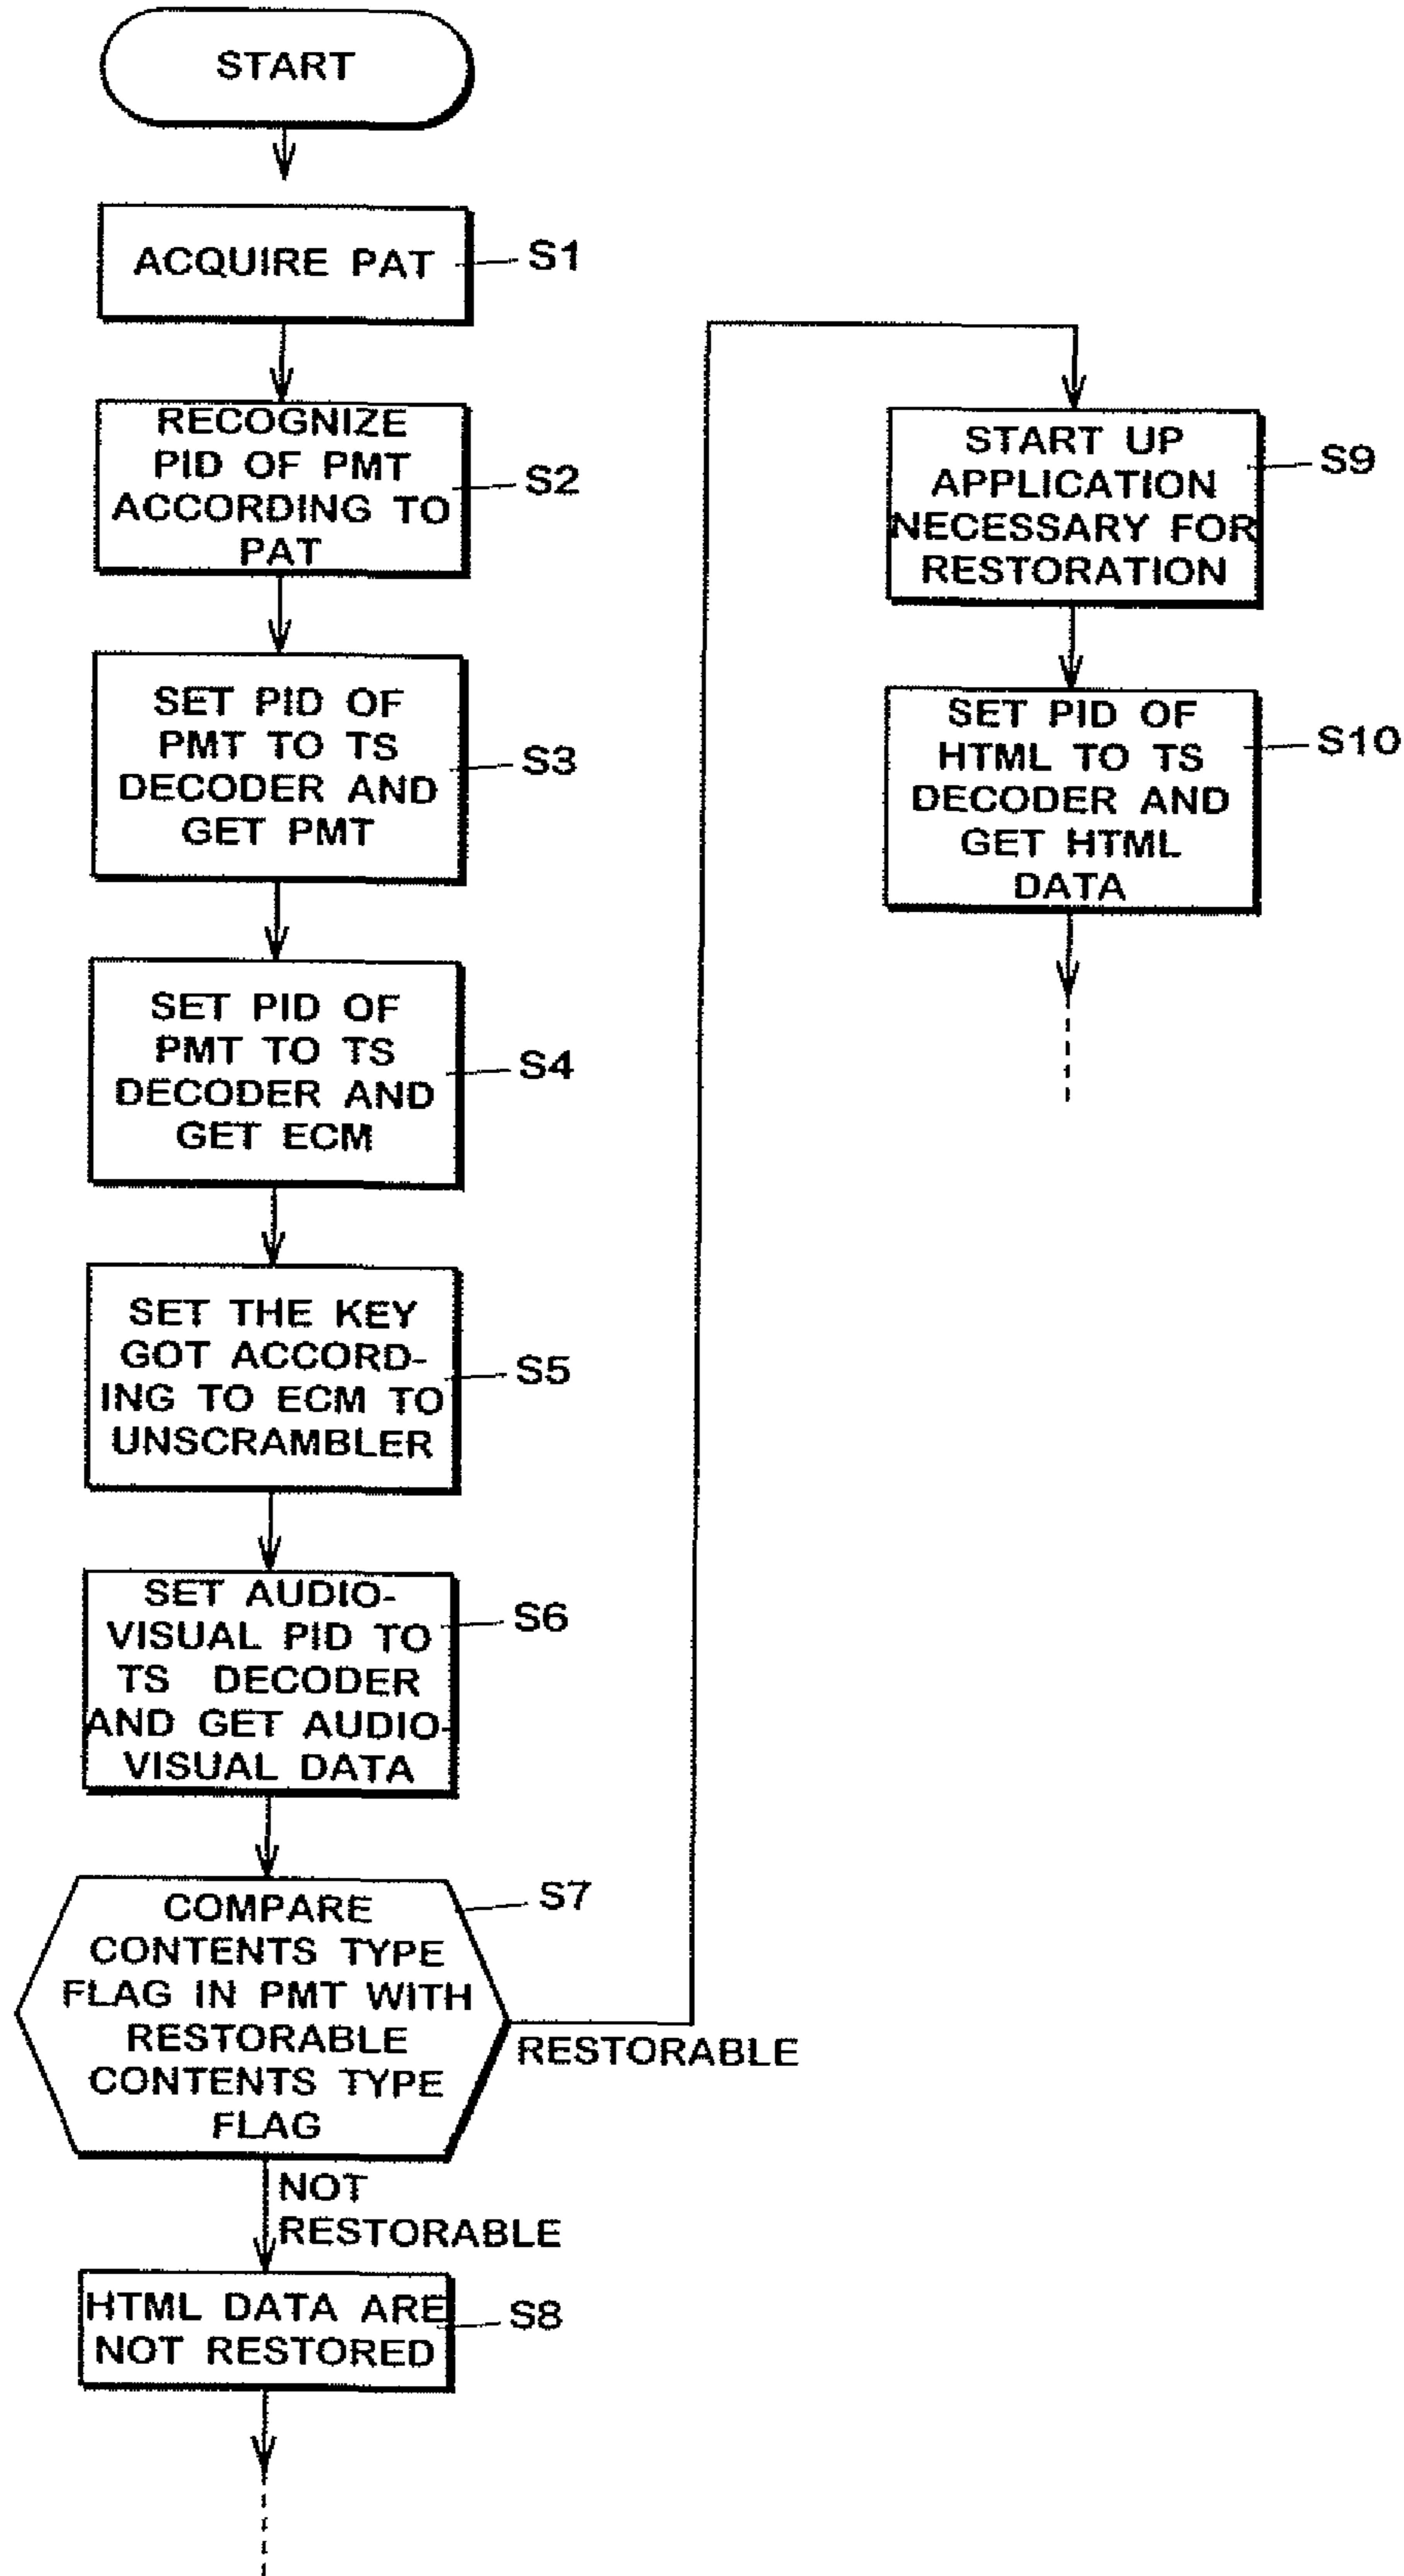 START
ACQUIRE PAT
S1
RECOGNIZE
PID OF PMT
ACCORDING TO
PAT
S2
SET PID OF
PMT TO TS
DECODER AND
GET PMT
S3
SET PID OF
PMT TO TS
DECODER AND
GET ECM
S4
SET THE KEY
GOT ACCORD-
ING TO ECM TO
UNSCRAMBLER
S5
SET AUDIO-
VISUAL PID TO
TS DECODER
AND GET AUDIO-
VISUAL DATA
S6
COMPARE
CONTENTS TYPE
FLAG IN PMT WITH
RESTORABLE
CONTENTS TYPE
FLAG
S7
RESTORABLE
NOT
RESTORABLE
HTML DATA ARE
NOT RESTORED
S8
START UP
APPLICATION
NECESSARY FOR
RESTORATION
S9
SET PID OF
HTML TO TS
DECODER AND
GET HTML
DATA
S10